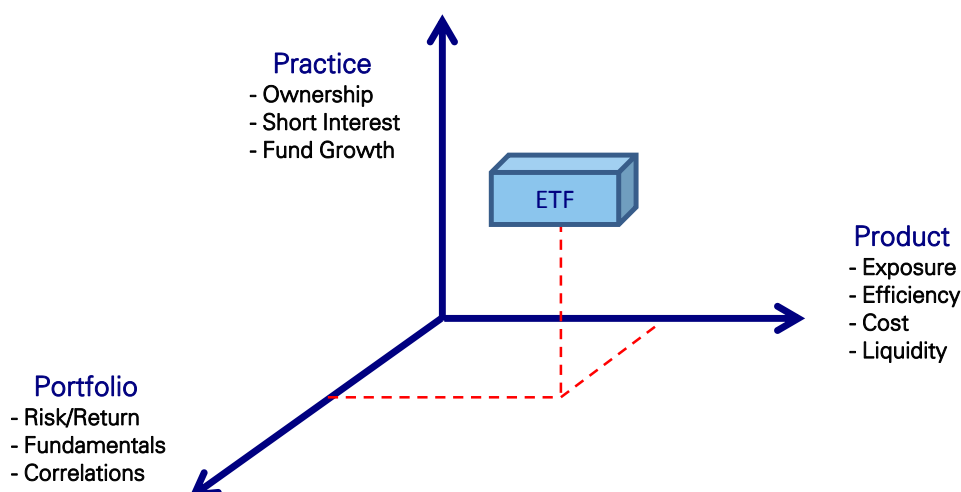 Practice
- Ownership
- Short Interest
- Fund Growth
ETF
Product
- Exposure
- Efficiency
- Cost
- Liquidity
Portfolio
- Risk/Return
- Fundamentals
- Correlations